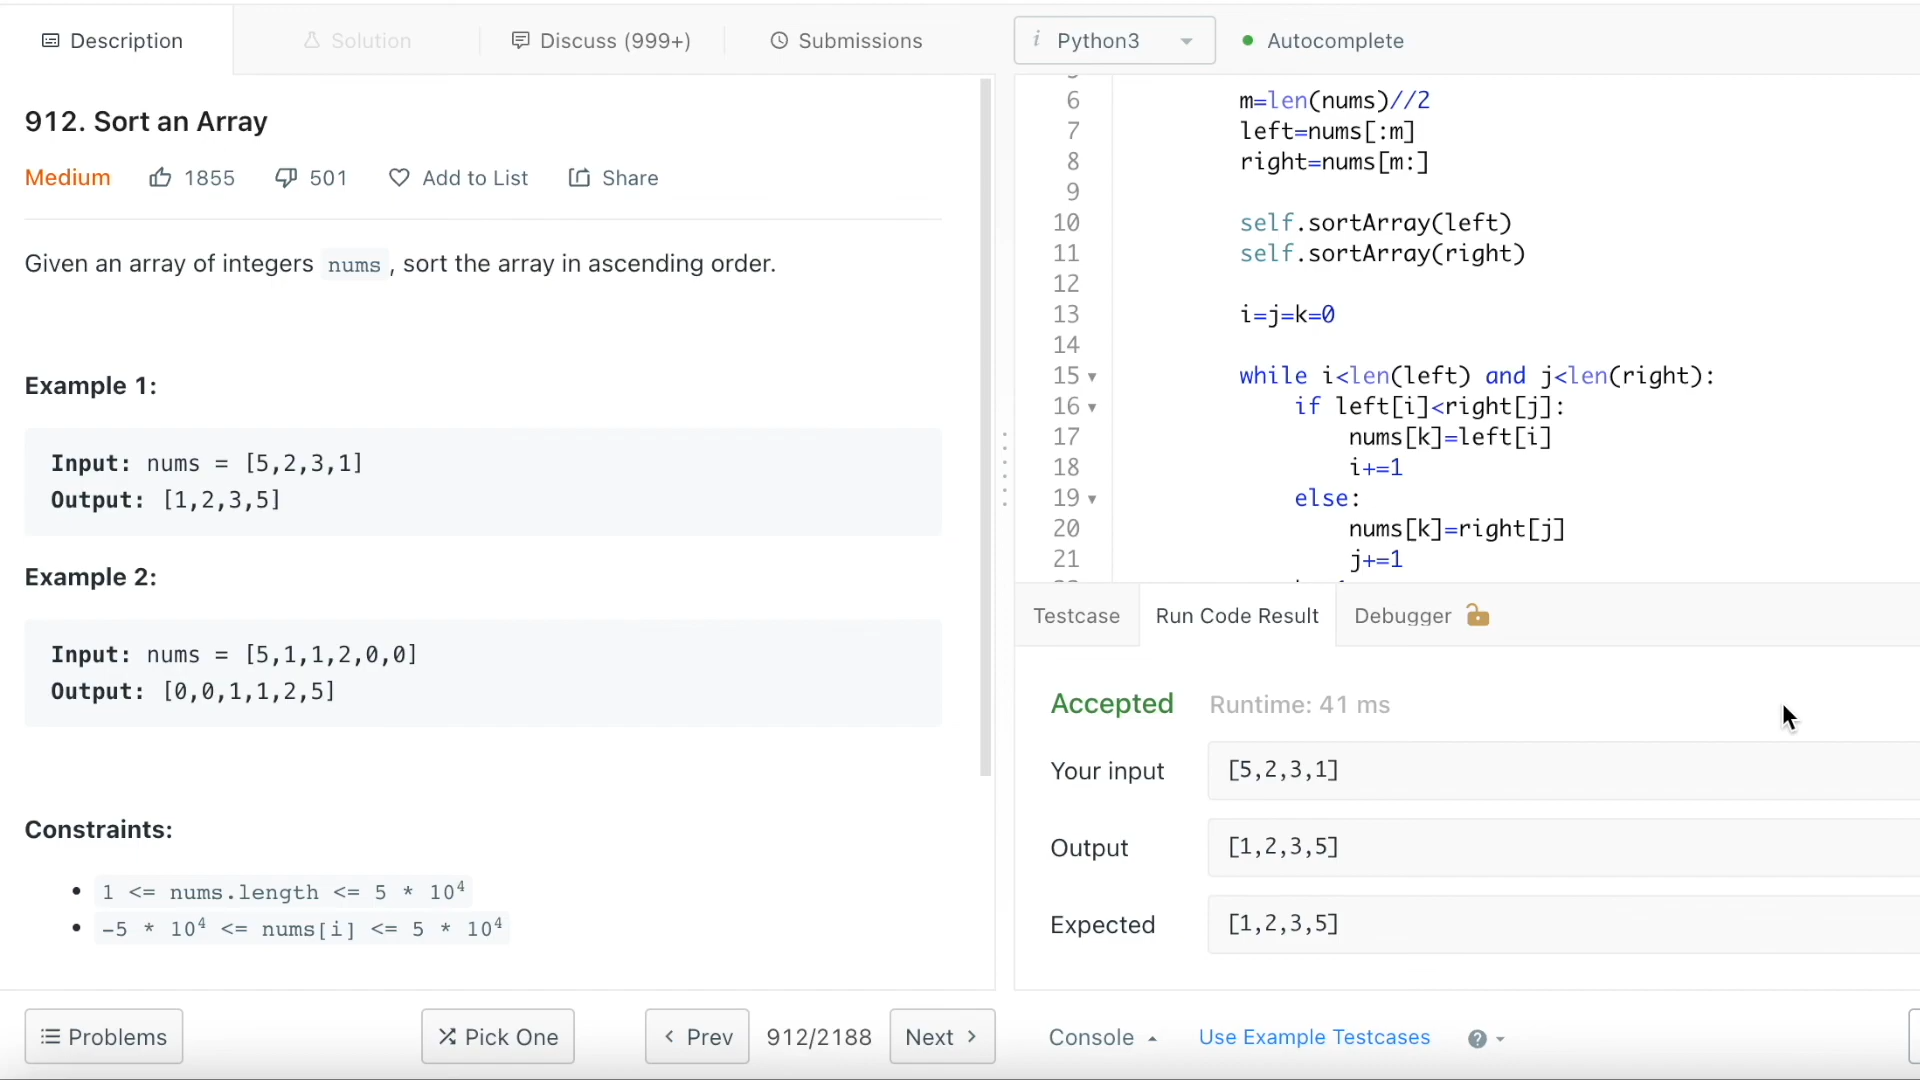 Description
Solution
Discuss (999+)
Submissions
i Python3
Autocomplete
912. Sort an Array
Medium 1855 501 Add to List Share
Given an array of integers nums , sort the array in ascending order.
Example 1:
Input: nums = [5,2,3,1]
Output: [1,2,3,5]
Example 2:
Input: nums = [5,1,1,2,0,0]
Output: [0,0,1,1,2,5]
Constraints:
• 1 <= nums.length <= 5 * 10⁴
• -5 * 10⁴ <= nums[i] <= 5 * 10⁴
Problems
Pick One
Prev
912/2188
Next
6 m=len(nums)//2
7 left=nums[:m]
8 right=nums[m:]
9
10 self.sortArray(left)
11 self.sortArray(right)
12
13 i=j=k=0
14
15 while i<len(left) and j<len(right):
16 if left[i]<right[j]:
17 nums[k]=left[i]
18 i+=1
19 else:
20 nums[k]=right[j]
21 j+=1
Testcase
Run Code Result
Debugger
Accepted Runtime: 41 ms
Your input [5,2,3,1]
Output [1,2,3,5]
Expected [1,2,3,5]
Console
Use Example Testcases
?